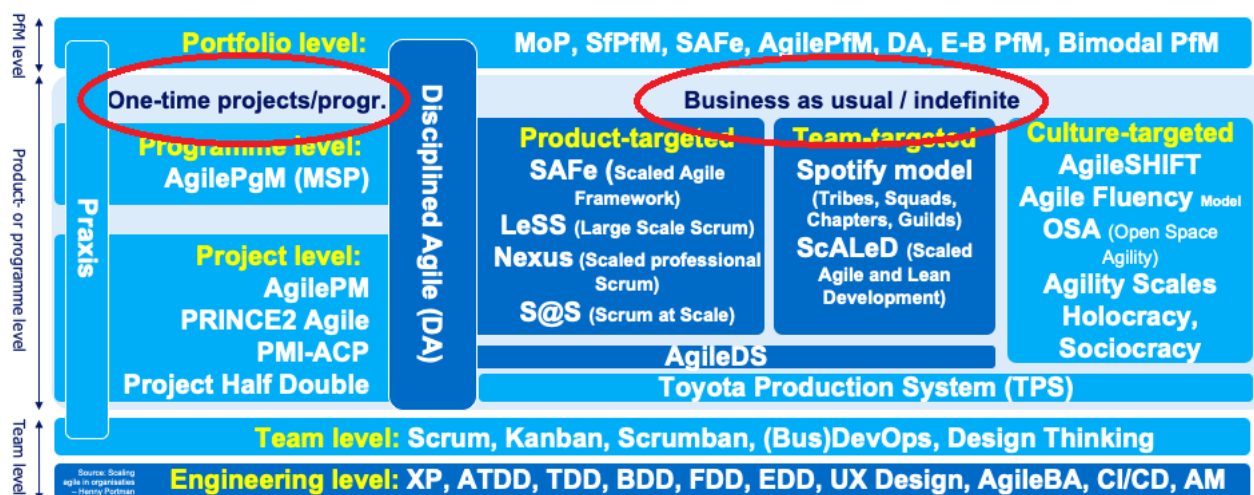 PfM level
Portfolio level:
MoP, SfPfM, SAFe, AgilePfM, DA, E-B PfM, Bimodal PfM
Product- or programme level
Praxis
One-time projects/progr.
Programme level:
AgilePgM (MSP)
Project level:
AgilePM
PRINCE2 Agile
PMI-ACP
Project Half Double
Disciplined Agile (DA)
Business as usual / indefinite
Product-targeted
SAFe (Scaled Agile
Framework)
LeSS (Large Scale Scrum)
Nexus (Scaled professional
Scrum)
S@S (Scrum at Scale)
Team-targeted
Spotify model
(Tribes, Squads,
Chapters, Guilds)
ScALeD (Scaled
Agile and Lean
Development)
Culture-targeted
AgileSHIFT
Agile Fluency Model
OSA (Open Space
Agility)
Agility Scales
Holocracy,
Sociocracy
AgileDS
Toyota Production System (TPS)
Team level
Team level: Scrum, Kanban, Scrumban, (Bus)DevOps, Design Thinking
Source: Scaling
agile in organisaties
– Henny Portman
Engineering level: XP, ATDD, TDD, BDD, FDD, EDD, UX Design, AgileBA, CI/CD, AM